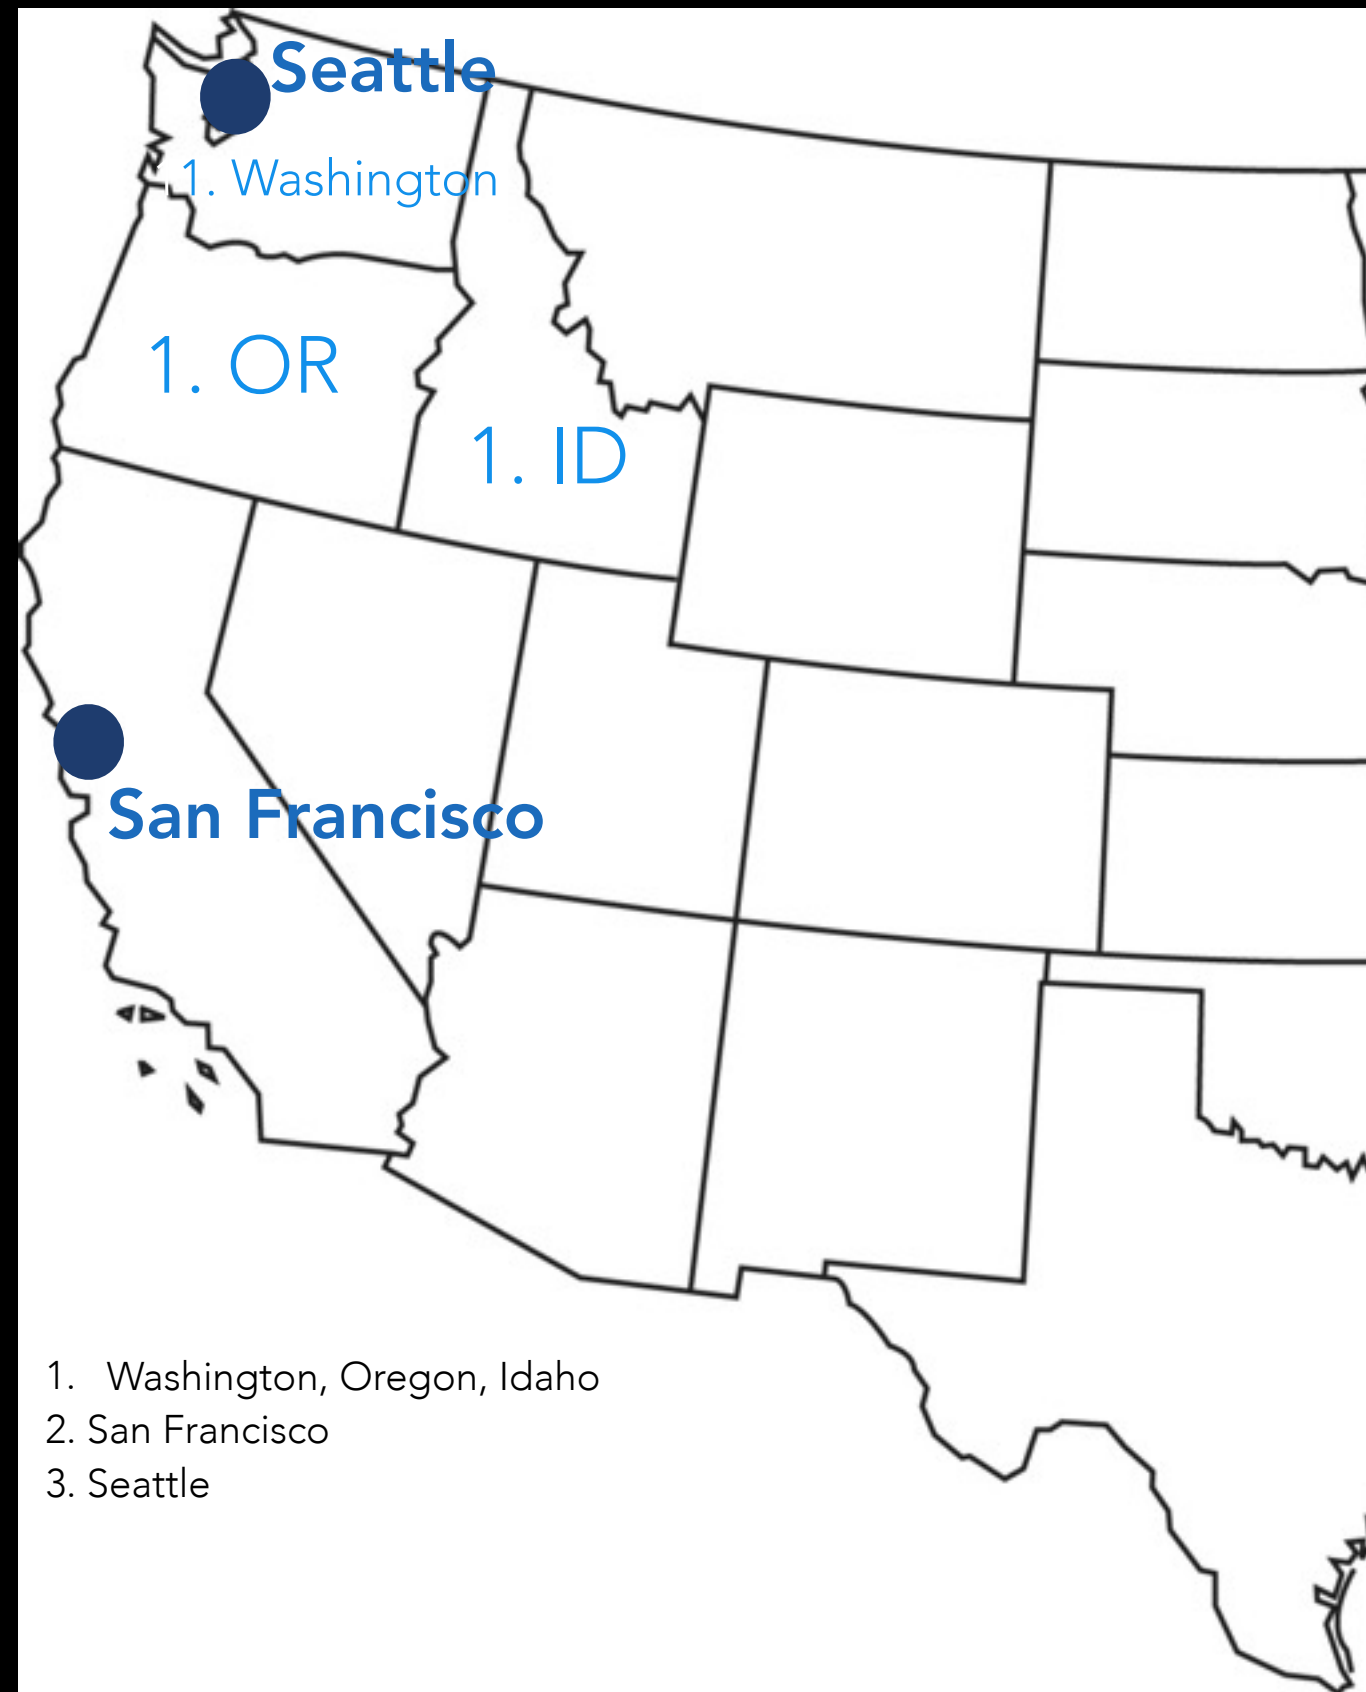 Seattle
1. Washington
1. OR
1. ID
San Francisco
1. Washington, Oregon, Idaho
2. San Francisco
3. Seattle